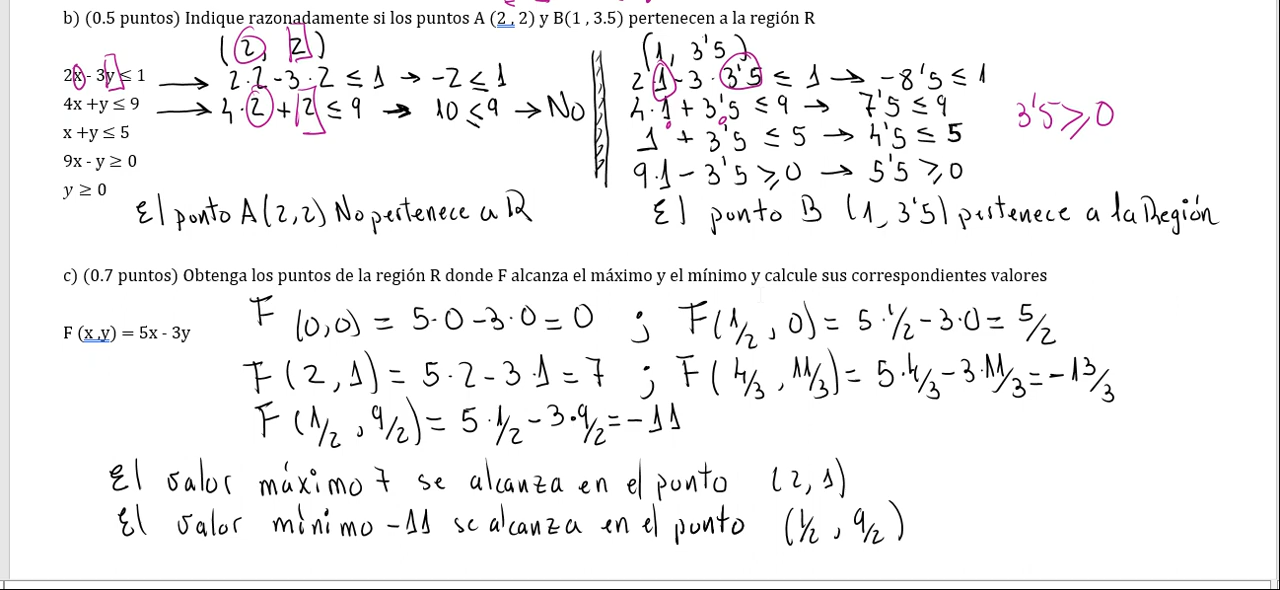 b) (0.5 puntos) Indique razonadamente si los puntos A (2 , 2) y B(1 , 3.5) pertenecen a la región R
(2, 2)
2x - 3y ≤ 1 → 2·2-3·2 ≤ 1 → -2 ≤ 1
4x +y ≤ 9 → 4·2+2 ≤ 9 → 10 ≤ 9 → No
x +y ≤ 5
9x - y ≥ 0
y ≥ 0
El punto A(2,2) No pertenece a R
(1, 3'5)
2·1-3·3'5 ≤ 1 → -8'5 ≤ 1
4·1+3'5 ≤ 9 → 7'5 ≤ 9
1+3'5 ≤ 5 → 4'5 ≤ 5
9·1-3'5 ≥ 0 → 5'5 ≥ 0
3'5 ≥ 0
El punto B (1, 3'5) pertenece a la Región
c) (0.7 puntos) Obtenga los puntos de la región R donde F alcanza el máximo y el mínimo y calcule sus correspondientes valores
F (x,y) = 5x - 3y
F (0,0) = 5·0-3·0=0 ; F(1/2, 0) = 5·1/2-3·0= 5/2
F(2,1) = 5·2-3·1=7 ; F(4/3, 11/3) = 5·4/3-3·11/3=-13/3
F(1/2, 9/2) = 5·1/2-3·9/2=-11
El valor máximo 7 se alcanza en el punto (2,1)
El valor mínimo -11 se alcanza en el punto (1/2, 9/2)